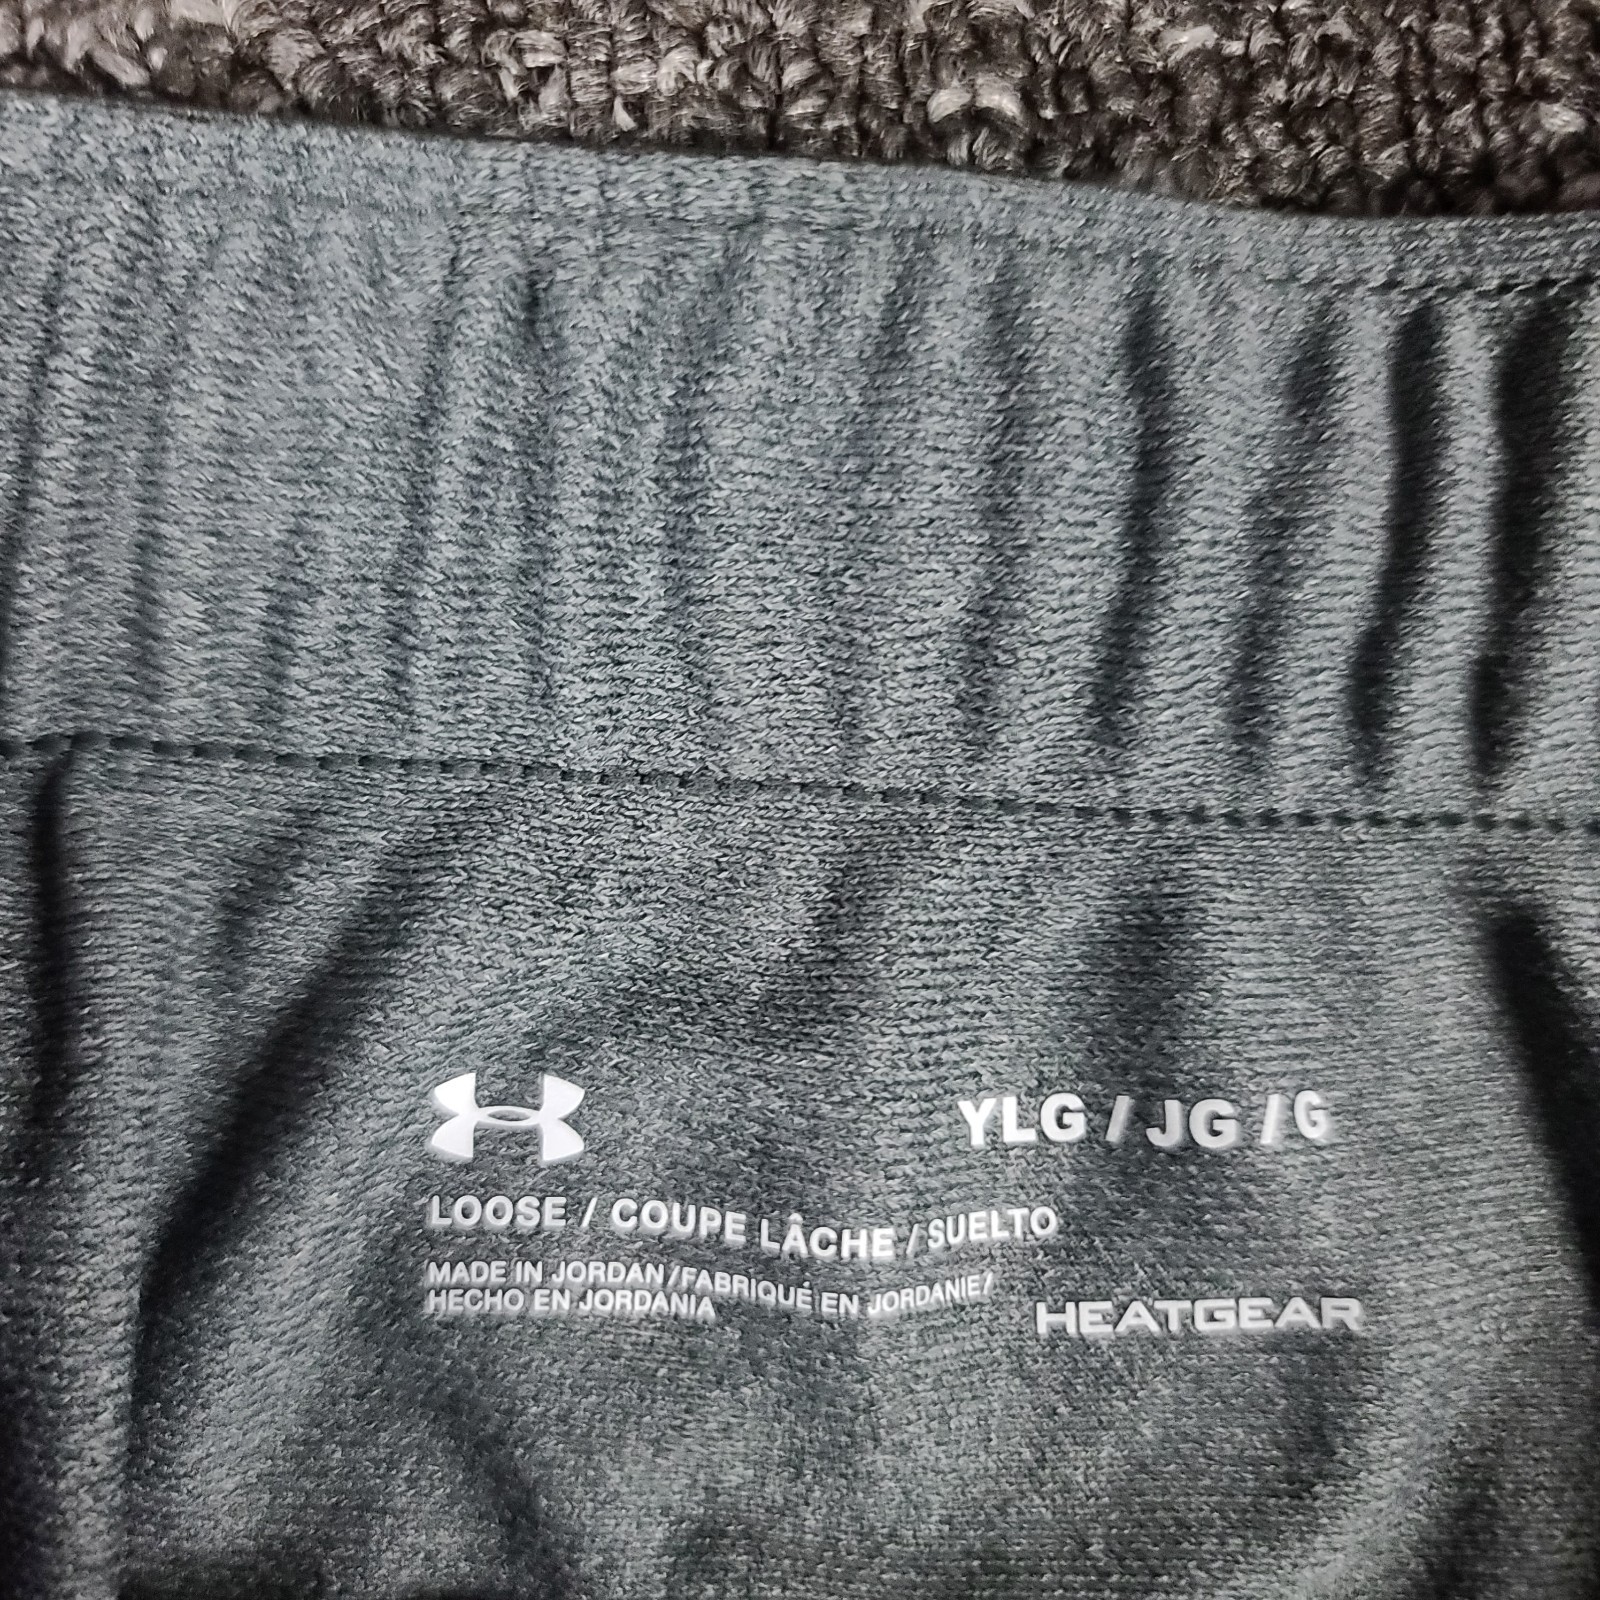 YLG / JG / G
LOOSE / COUPE LÂCHE / SUELTO
MADE IN JORDAN/FABRIQUÉ EN JORDANIE/
HECHO EN JORDANIA
HEATGEAR